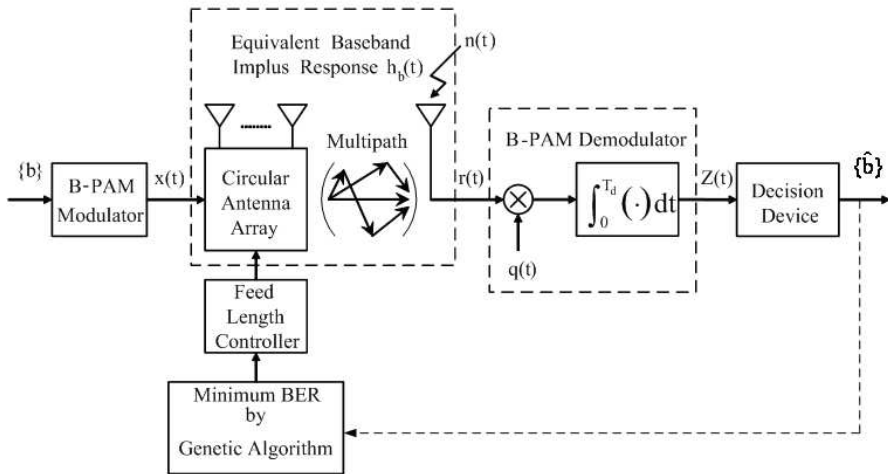 Equivalent Baseband
Implus Response h_b(t)
n(t)
Multipath
B-PAM Demodulator
{b}
B-PAM
Modulator
x(t)
Circular
Antenna
Array
r(t)
q(t)
∫_0^{T_d} (·) dt
Z(t)
Decision
Device
{b̂}
Feed
Length
Controller
Minimum BER
by
Genetic Algorithm